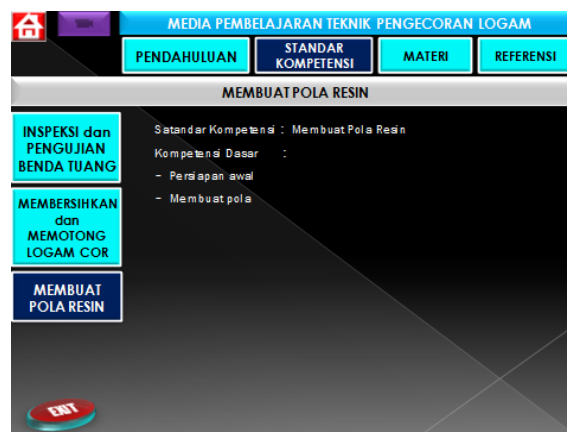 MEDIA PEMBELAJARAN TEKNIK PENGECORAN LOGAM
PENDAHULUAN
STANDAR
KOMPETENSI
MATERI
REFERENSI
MEMBUAT POLA RESIN
INSPEKSI dan
PENGUJIAN
BENDA TUANG
MEMBERSIHKAN
dan
MEMOTONG
LOGAM COR
MEMBUAT
POLA RESIN
Satandar Kompetensi : Membuat Pola Resin
Kompetensi Dasar :
- Persiapan awal
- Membuat pola
EXIT